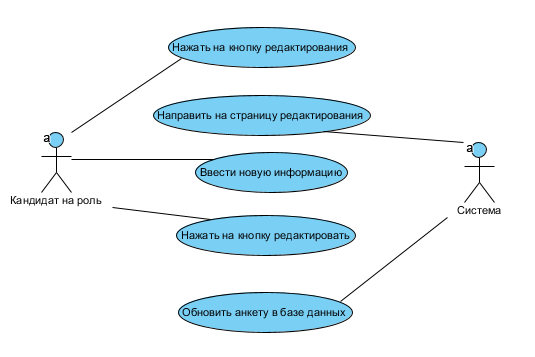 Нажать на кнопку редактирования
Направить на страницу редактирования
a
a
Ввести новую информацию
Кандидат на роль
Система
Нажать на кнопку редактировать
Обновить анкету в базе данных